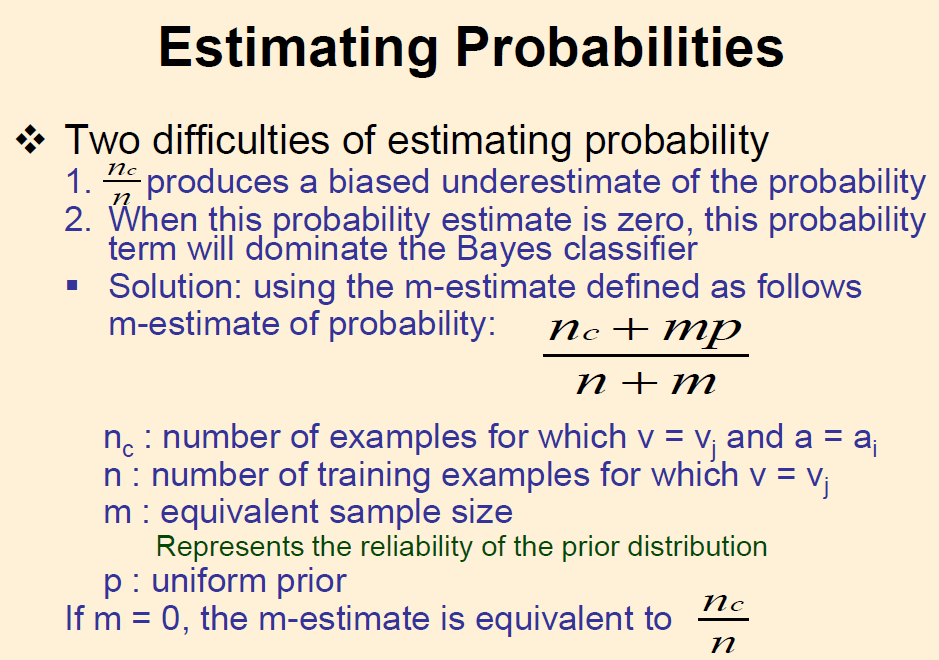 Estimating Probabilities
❖ Two difficulties of estimating probability
1. n_c/n produces a biased underestimate of the probability
2. When this probability estimate is zero, this probability
term will dominate the Bayes classifier
▪ Solution: using the m-estimate defined as follows
m-estimate of probability: (n_c + mp)/(n + m)
n_c : number of examples for which v = v_j and a = a_i
n : number of training examples for which v = v_j
m : equivalent sample size
Represents the reliability of the prior distribution
p : uniform prior
If m = 0, the m-estimate is equivalent to n_c/n